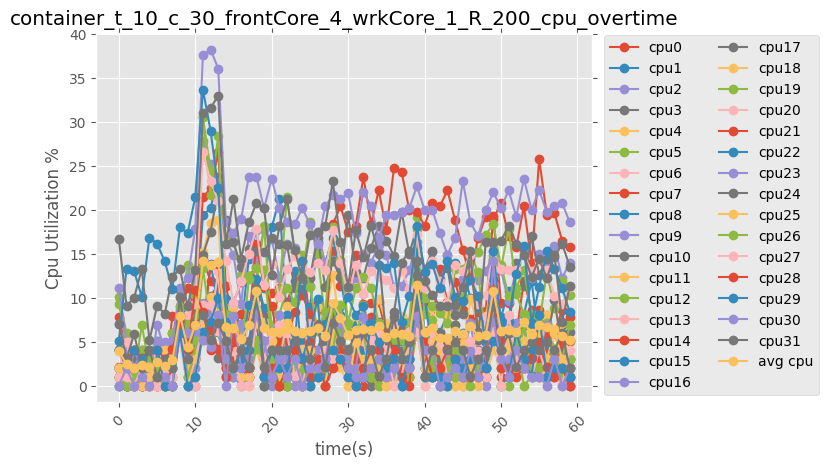 container_t_10_c_30_frontCore_4_wrkCore_1_R_200_cpu_overtime
40
35
30
25
20
15
10
5
0
Cpu Utilization %
0
10
20
30
40
50
60
time(s)
cpu0
cpu1
cpu2
cpu3
cpu4
cpu5
cpu6
cpu7
cpu8
cpu9
cpu10
cpu11
cpu12
cpu13
cpu14
cpu15
cpu16
cpu17
cpu18
cpu19
cpu20
cpu21
cpu22
cpu23
cpu24
cpu25
cpu26
cpu27
cpu28
cpu29
cpu30
cpu31
avg cpu